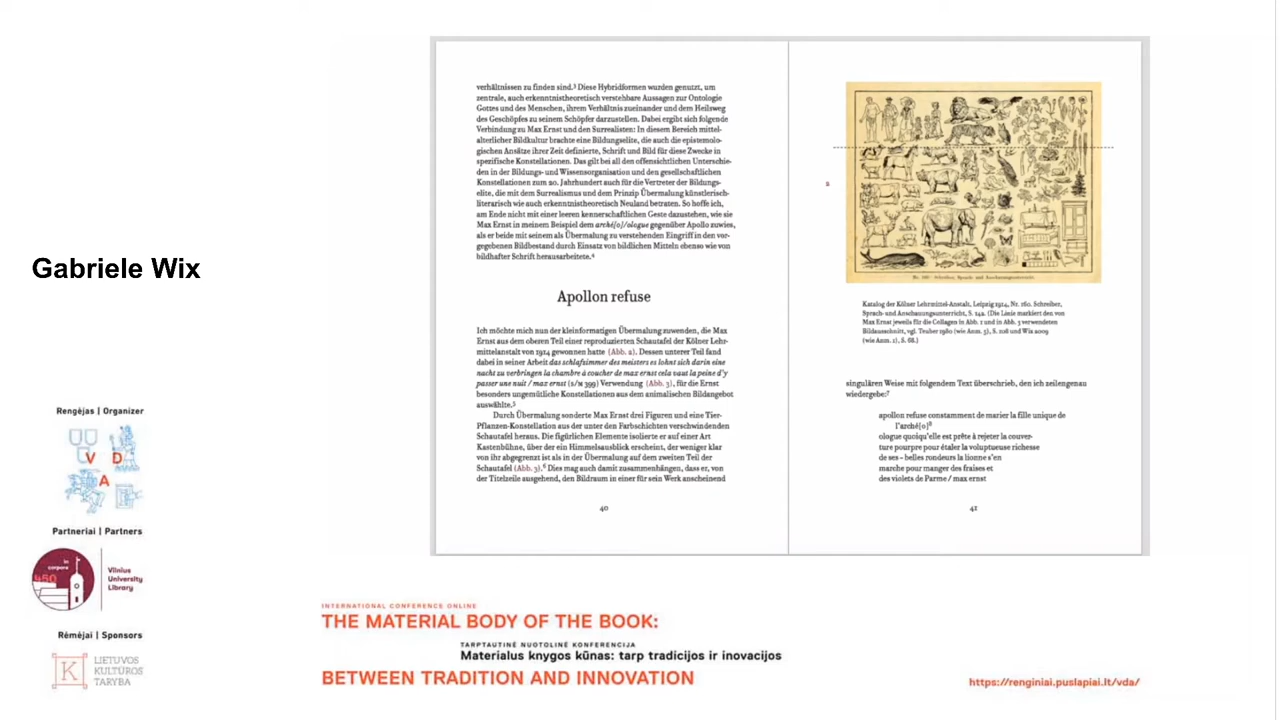 Gabriele Wix
Rengėjas | Organizer
V D
A
Partneriai | Partners
in
corpore
450
Vilnius
University
Library
Rėmėjai | Sponsors
K
LIETUVOS
KULTŪROS
TARYBA
verhältnissen zu finden sind.³ Diese Hybridformen wurden genutzt, um
zentrale, auch erkenntnistheoretisch verstehbare Aussagen zur Ontologie
Gottes und des Menschen, ihrem Verhältnis zueinander und dem Heilsweg
des Geschöpfes zu seinem Schöpfer darzustellen. Dabei ergibt sich folgende
Verbindung zu Max Ernst und den Surrealisten: In diesem Bereich mittel-
alterlicher Bildkultur brachte eine Bildungselite, die auch die epistemolo-
gischen Ansätze ihrer Zeit definierte, Schrift und Bild für diese Zwecke in
spezifische Konstellationen. Das gilt bei all den offensichtlichen Unterschie-
den in der Bildungs- und Wissensorganisation und den gesellschaftlichen
Konstellationen zum 20. Jahrhundert auch für die Vertreter der Bildungs-
elite, die mit dem Surrealismus und dem Prinzip Übermalung künstlerisch-
literarisch wie auch erkenntnistheoretisch Neuland betraten. So hoffe ich,
am Ende nicht mit einer leeren kennerschaftlichen Geste dazustehen, wie sie
Max Ernst in meinem Beispiel dem arché[o]/ologue gegenüber Apollo zuwies,
als er beide mit seinem als Übermalung zu verstehenden Eingriff in den vor-
gegebenen Bildbestand durch Einsatz von bildlichen Mitteln ebenso wie von
bildhafter Schrift herausarbeitete.⁴
Apollon refuse
Ich möchte mich nun der kleinformatigen Übermalung zuwenden, die Max
Ernst aus dem oberen Teil einer reproduzierten Schautafel der Kölner Lehr-
mittelanstalt von 1914 gewonnen hatte (Abb. 2). Dessen unterer Teil fand
dabei in seiner Arbeit das schlafzimmer des meisters es lohnt sich darin eine
nacht zu verbringen la chambre à coucher de max ernst cela vaut la peine d'y
passer une nuit / max ernst (s/m 399) Verwendung (Abb. 3), für die Ernst
besonders ungemütliche Konstellationen aus dem animalischen Bildangebot
auswählte.⁵
Durch Übermalung sonderte Max Ernst drei Figuren und eine Tier-
Pflanzen-Konstellation aus der unter den Farbschichten verschwindenden
Schautafel heraus. Die figürlichen Elemente isolierte er auf einer Art
Kastenbühne, über der ein Himmelsausblick erscheint, der weniger klar
von ihr abgegrenzt ist als in der Übermalung auf dem zweiten Teil der
Schautafel (Abb. 3).⁶ Dies mag auch damit zusammenhängen, dass er, von
der Titelzeile ausgehend, den Bildraum in einer für sein Werk anscheinend
40
2
Katalog der Kölner Lehrmittel-Anstalt, Leipzig 1914, Nr. 160. Schreiber,
Sprach- und Anschauungsunterricht, S. 142. (Die Linie markiert den von
Max Ernst jeweils für die Collagen in Abb. 1 und in Abb. 3 verwendeten
Bildausschnitt, vgl. Teuber 1980 (wie Anm. 5), S. 218 und Wix 2009
(wie Anm. 1), S. 68.)
singulären Weise mit folgendem Text überschrieb, den ich zeilengenau
wiedergebe:⁷
apollon refuse constamment de marier la fille unique de
l'arché[o]⁸
ologue quoiqu'elle est prête à rejeter la couver-
ture pourpre pour étaler la voluptueuse richesse
de ses – belles rondeurs la lionne s'en
marche pour manger des fraises et
des violets de Parme / max ernst
41
INTERNATIONAL CONFERENCE ONLINE
THE MATERIAL BODY OF THE BOOK:
TARPTAUTINĖ NUOTOLINĖ KONFERENCIJA
Materialus knygos kūnas: tarp tradicijos ir inovacijos
BETWEEN TRADITION AND INNOVATION
https://renginiai.puslapiai.lt/vda/